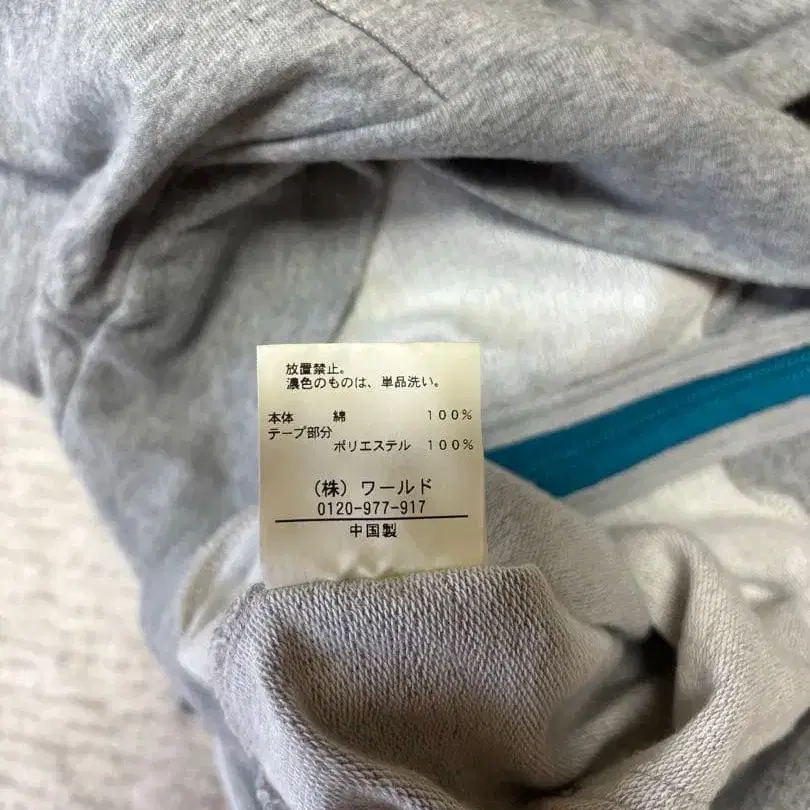 放置禁止。
濃色のものは、単品洗い。
本体 綿 100%
テープ部分
ポリエステル 100%
(株) ワールド
0120-977-917
中国製